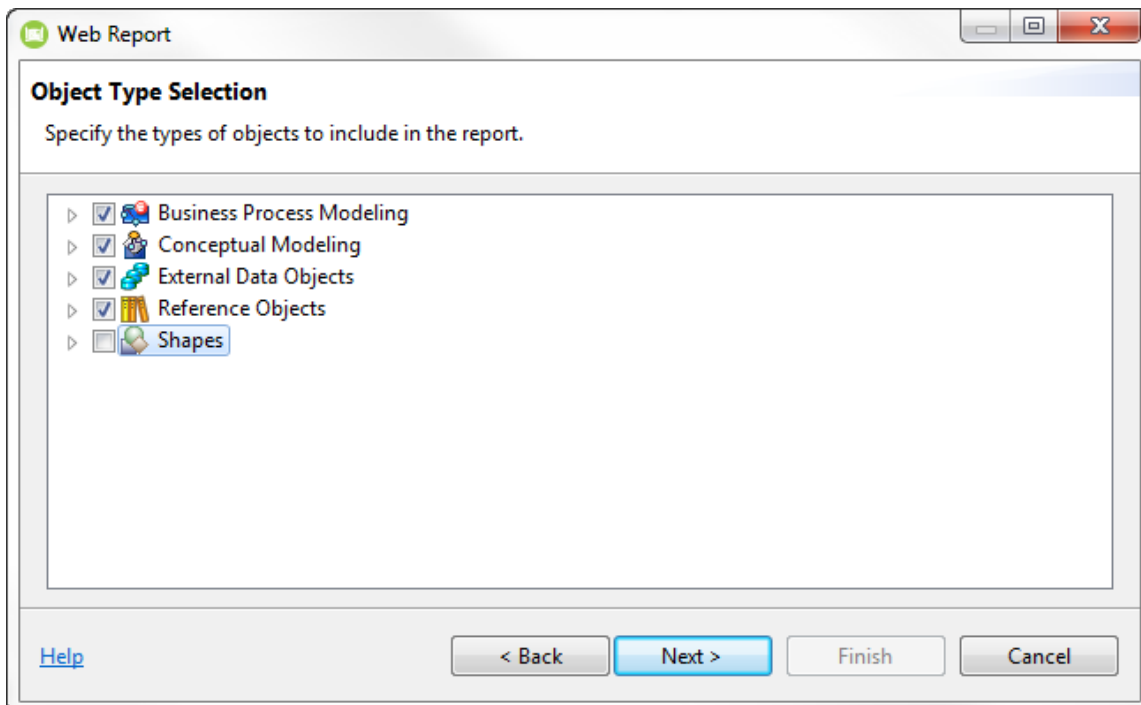 Web Report
Object Type Selection
Specify the types of objects to include in the report.
Business Process Modeling
Conceptual Modeling
External Data Objects
Reference Objects
Shapes
Help
< Back
Next >
Finish
Cancel